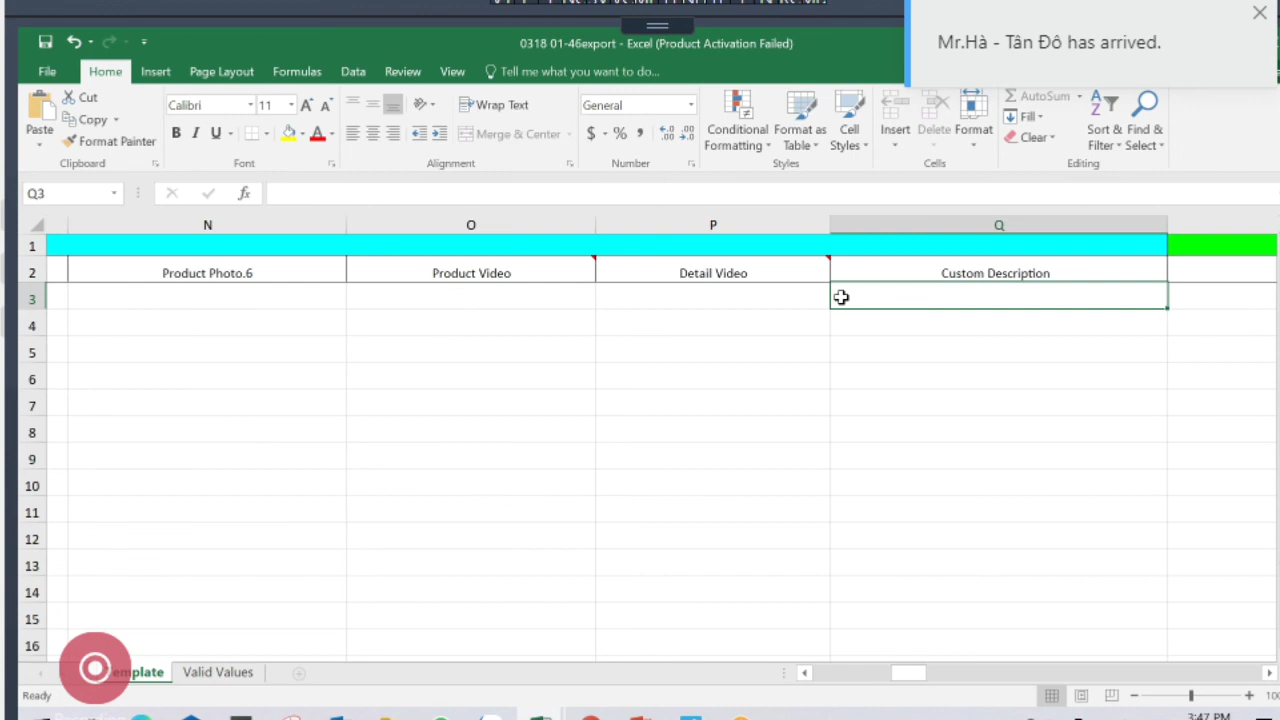 Mr.Hà - Tân Đô has arrived.
0318 01-46export - Excel (Product Activation Failed)
File Home Insert Page Layout Formulas Data Review View Tell me what you want to do...
Cut
Copy
Format Painter
Paste
Clipboard
Calibri 11
B I U
Font
Wrap Text
Merge & Center
Alignment
General
$ % ,
Number
Conditional Formatting
Format as Table
Cell Styles
Styles
Insert Delete Format
Cells
AutoSum
Fill
Clear
Sort & Filter
Find & Select
Editing
Q3 fx
N O P Q
1
2 Product Photo.6 Product Video Detail Video Custom Description
3
4
5
6
7
8
9
10
11
12
13
14
15
16
emplate Valid Values
Ready 100
3:47 PM